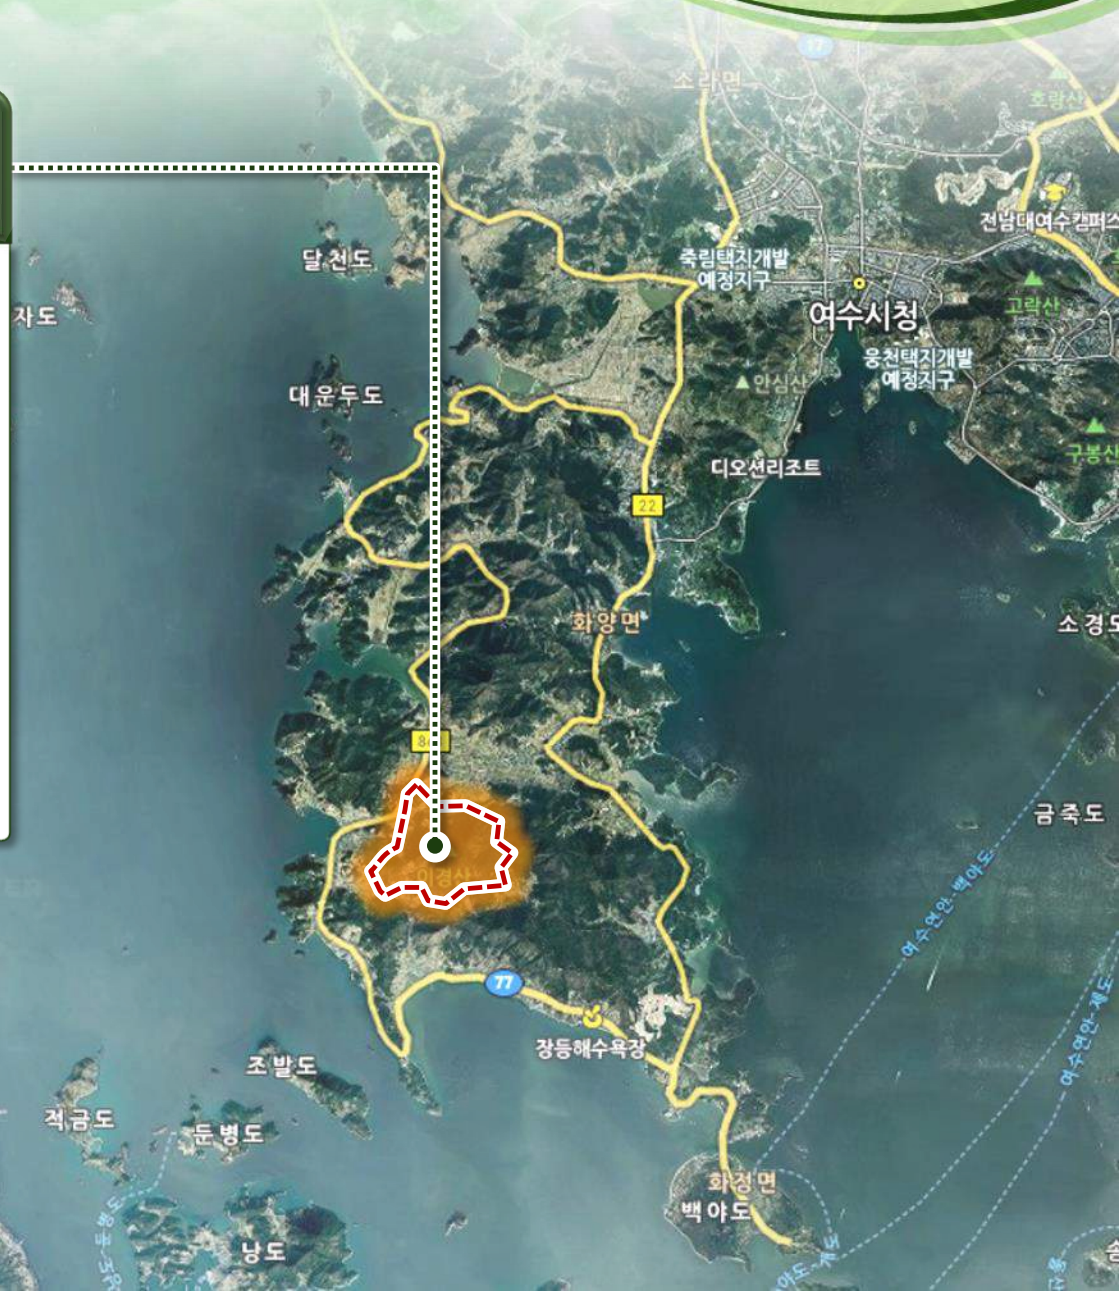 17
소라면
호랑산
전남대여수캠퍼스
달천도
죽림택지개발
예정지구
자도
고락산
여수시청
웅천택지개발
예정지구
안심산
대운두도
구봉산
디오션리조트
22
화양면
소경도
금죽도
여수연안-백야도
77
여수연안-제도
장등해수욕장
조발도
적금도
둔병도
화정면
백야도
낭도